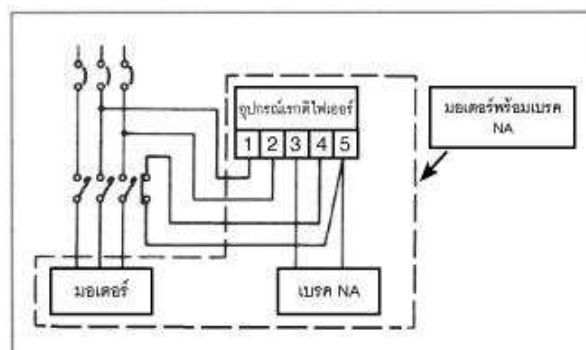 อุปกรณ์เรกติไฟเออร์
1 2 3 4 5
มอเตอร์พร้อมเบรค
NA
มอเตอร์
เบรค NA